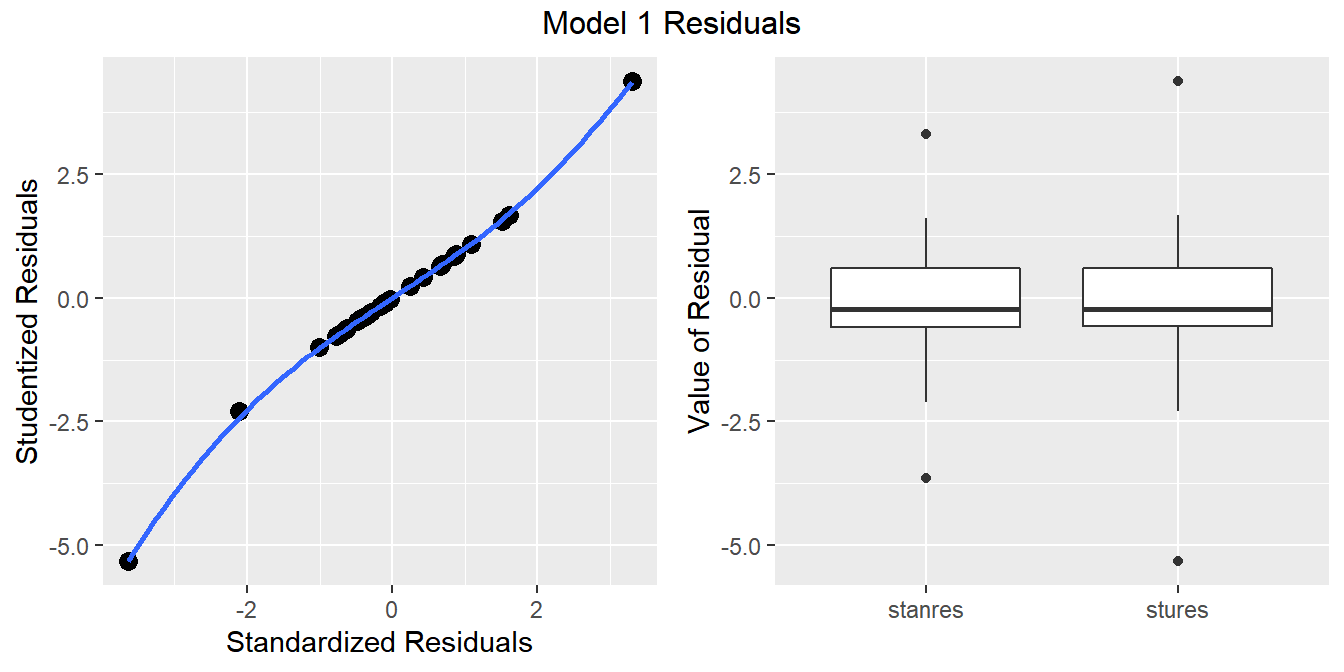 Model 1 Residuals
Studentized Residuals
2.5
0.0
-2.5
-5.0
-2
0
2
Standardized Residuals
Value of Residual
2.5
0.0
-2.5
-5.0
stanres
stures